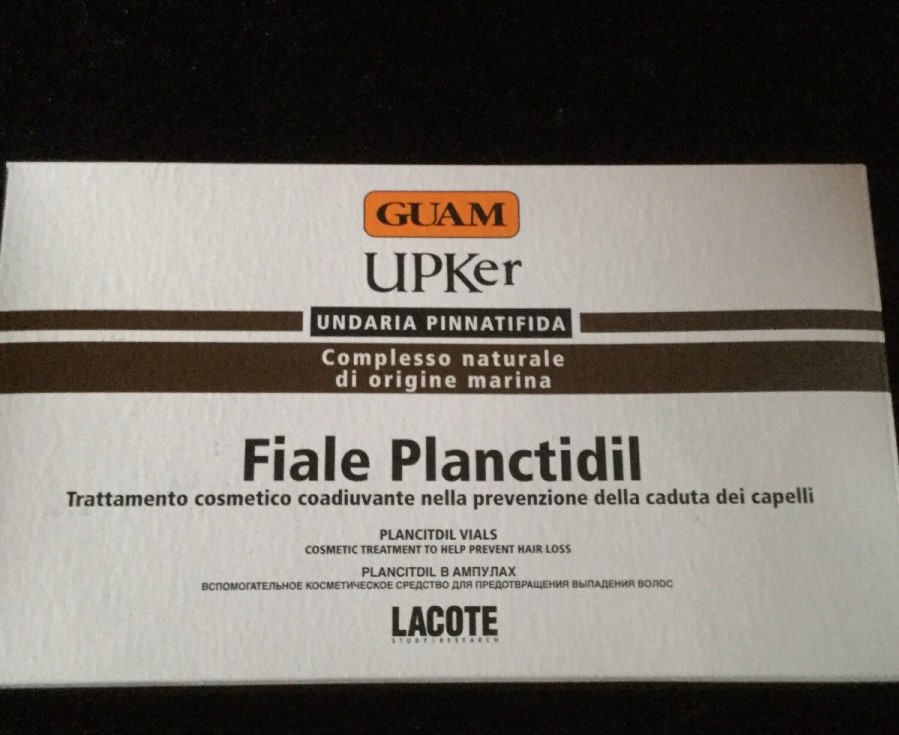 GUAM
UPKer
UNDARIA PINNATIFIDA
Complesso naturale
di origine marina
Fiale Planctidil
Trattamento cosmetico coadiuvante nella prevenzione della caduta dei capelli
PLANCITDIL VIALS
COSMETIC TREATMENT TO HELP PREVENT HAIR LOSS
PLANCITDIL В АМПУЛАХ
ВСПОМОГАТЕЛЬНОЕ КОСМЕТИЧЕСКОЕ СРЕДСТВО ДЛЯ ПРЕДОТВРАЩЕНИЯ ВЫПАДЕНИЯ ВОЛОС
LACOTE
STUDY & RESEARCH